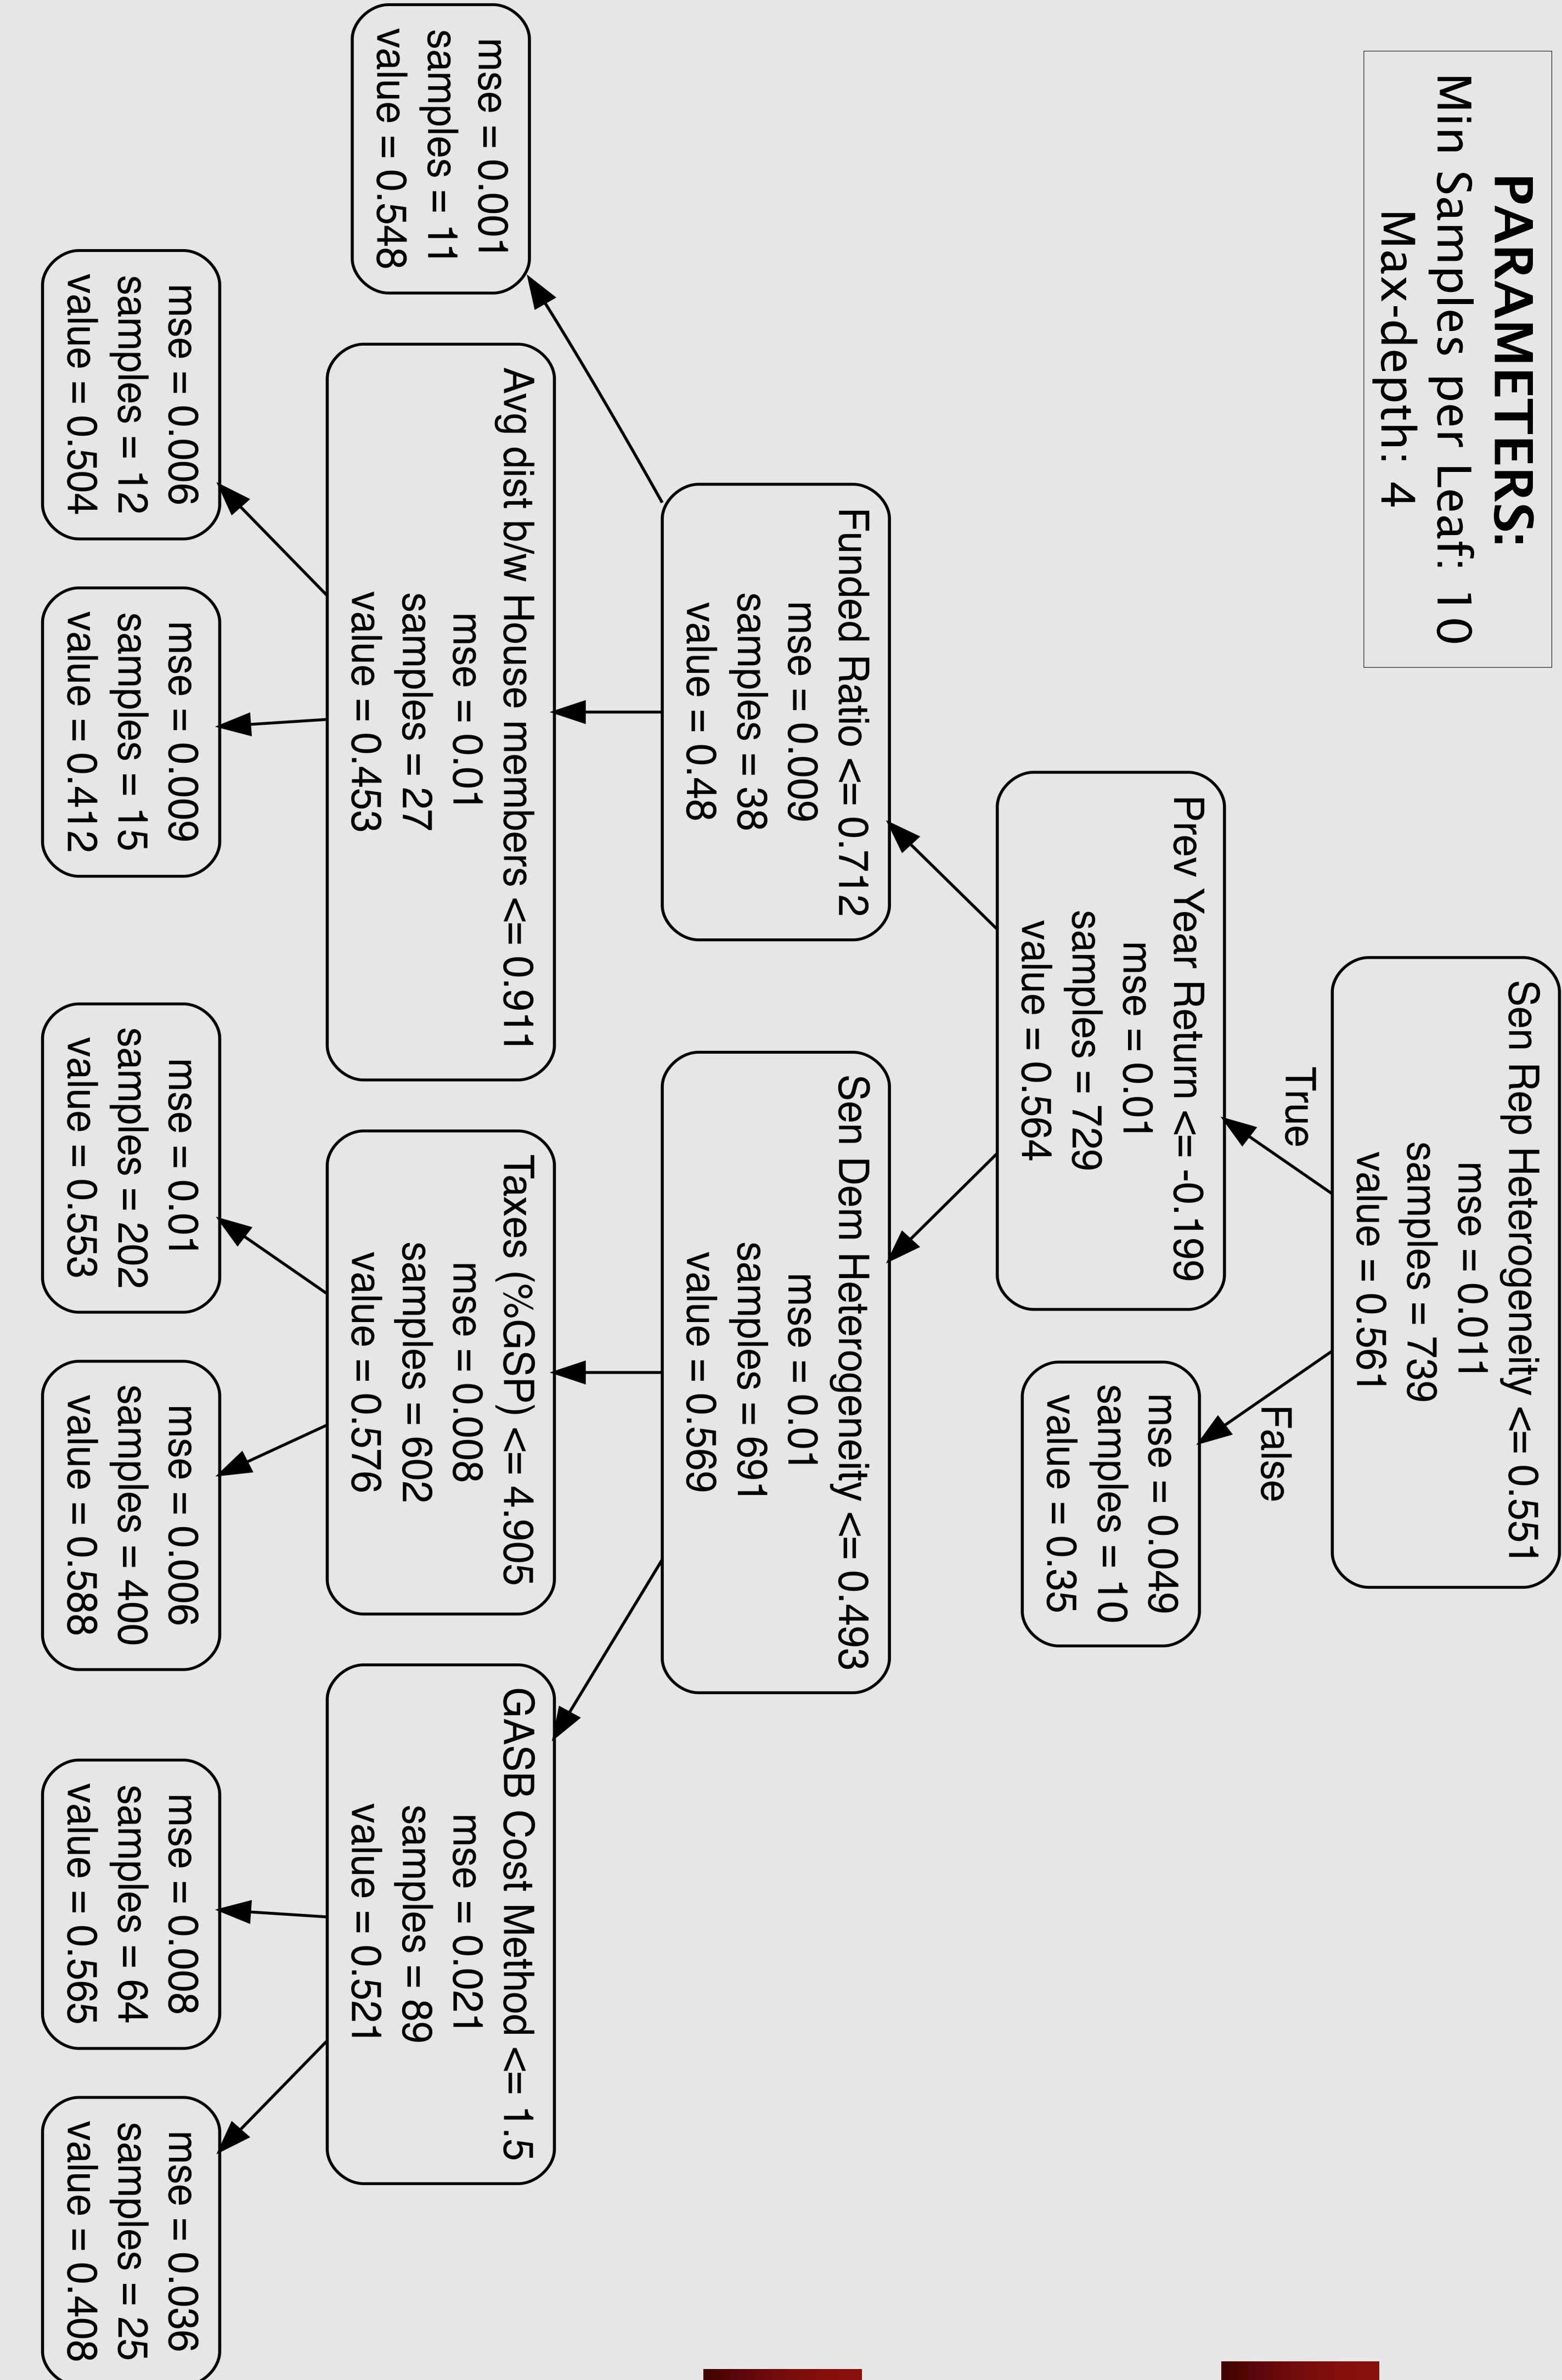 PARAMETERS:
Min Samples per Leaf: 10
Max-depth: 4
Sen Rep Heterogeneity <= 0.551
mse = 0.011
samples = 739
value = 0.561
True
False
Prev Year Return <= -0.199
mse = 0.01
samples = 729
value = 0.564
mse = 0.049
samples = 10
value = 0.35
Funded Ratio <= 0.712
mse = 0.009
samples = 38
value = 0.48
Sen Dem Heterogeneity <= 0.493
mse = 0.01
samples = 691
value = 0.569
mse = 0.001
samples = 11
value = 0.548
Avg dist b/w House members <= 0.911
mse = 0.01
samples = 27
value = 0.453
Taxes (%GSP) <= 4.905
mse = 0.008
samples = 602
value = 0.576
GASB Cost Method <= 1.5
mse = 0.021
samples = 89
value = 0.521
mse = 0.006
samples = 12
value = 0.504
mse = 0.009
samples = 15
value = 0.412
mse = 0.01
samples = 202
value = 0.553
mse = 0.006
samples = 400
value = 0.588
mse = 0.008
samples = 64
value = 0.565
mse = 0.036
samples = 25
value = 0.408